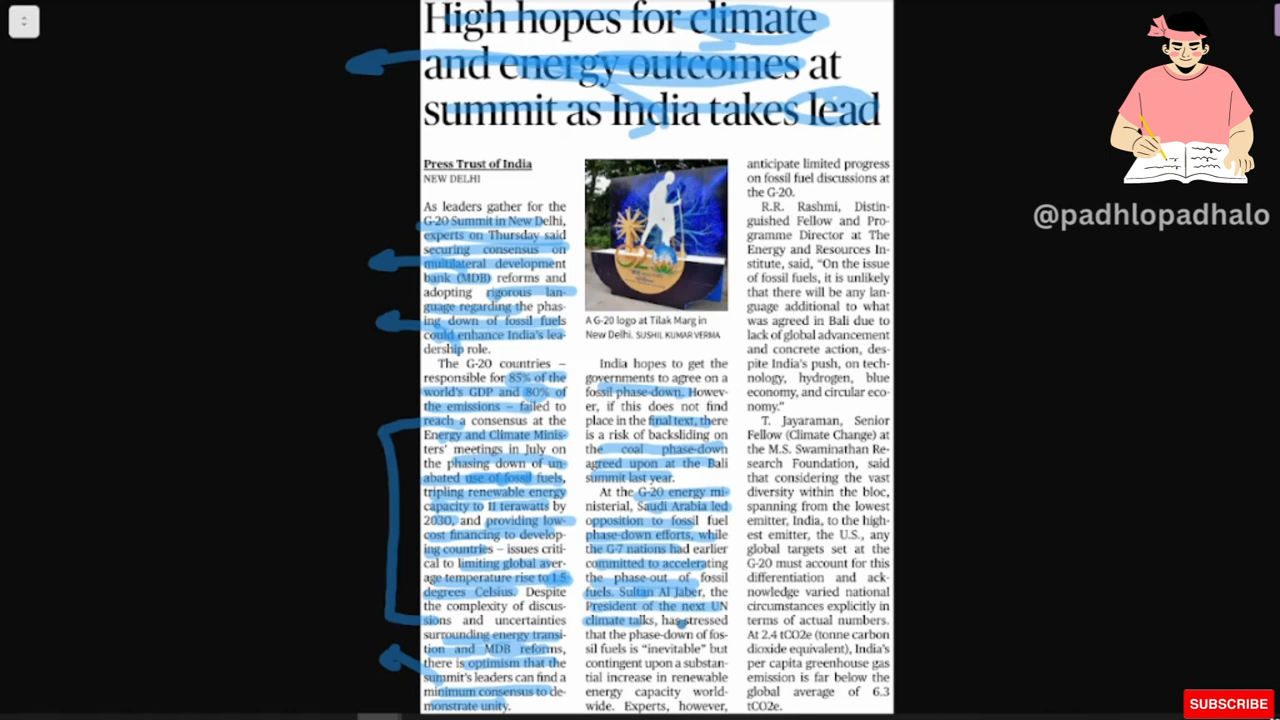 High hopes for climate
and energy outcomes at
summit as India takes lead
Press Trust of India
NEW DELHI
As leaders gather for the
G-20 Summit in New Delhi,
experts on Thursday said
securing consensus on
multilateral development
bank (MDB) reforms and
adopting rigorous lan-
guage regarding the phas-
ing down of fossil fuels
could enhance India's lea-
dership role.
The G-20 countries –
responsible for 85% of the
world's GDP and 80% of
the emissions – failed to
reach a consensus at the
Energy and Climate Minis-
ters' meetings in July on
the phasing down of un-
abated use of fossil fuels,
tripling renewable energy
capacity to 11 terawatts by
2030, and providing low-
cost financing to develop-
ing countries – issues criti-
cal to limiting global aver-
age temperature rise to 1.5
degrees Celsius. Despite
the complexity of discus-
sions and uncertainties
surrounding energy transi-
tion and MDB reforms,
there is optimism that the
summit's leaders can find a
minimum consensus to de-
monstrate unity.
A G-20 logo at Tilak Marg in
New Delhi. SUSHIL KUMAR VERMA
India hopes to get the
governments to agree on a
fossil phase-down. Howev-
er, if this does not find
place in the final text, there
is a risk of backsliding on
the coal phase-down
agreed upon at the Bali
summit last year.
At the G-20 energy mi-
nisterial, Saudi Arabia led
opposition to fossil fuel
phase-down efforts, while
the G-7 nations had earlier
committed to accelerating
the phase-out of fossil
fuels. Sultan Al Jaber, the
President of the next UN
climate talks, has stressed
that the phase-down of fos-
sil fuels is "inevitable" but
contingent upon a substan-
tial increase in renewable
energy capacity world-
wide. Experts, however,
anticipate limited progress
on fossil fuel discussions at
the G-20.
R.R. Rashmi, Distin-
guished Fellow and Pro-
gramme Director at The
Energy and Resources In-
stitute, said, "On the issue
of fossil fuels, it is unlikely
that there will be any lan-
guage additional to what
was agreed in Bali due to
lack of global advancement
and concrete action, des-
pite India's push, on tech-
nology, hydrogen, blue
economy, and circular eco-
nomy."
T. Jayaraman, Senior
Fellow (Climate Change) at
the M.S. Swaminathan Re-
search Foundation, said
that considering the vast
diversity within the bloc,
spanning from the lowest
emitter, India, to the high-
est emitter, the U.S., any
global targets set at the
G-20 must account for this
differentiation and ack-
nowledge varied national
circumstances explicitly in
terms of actual numbers.
At 2.4 tCO2e (tonne carbon
dioxide equivalent), India's
per capita greenhouse gas
emission is far below the
global average of 6.3
tCO2e.
@padhlopadhalo
SUBSCRIBE